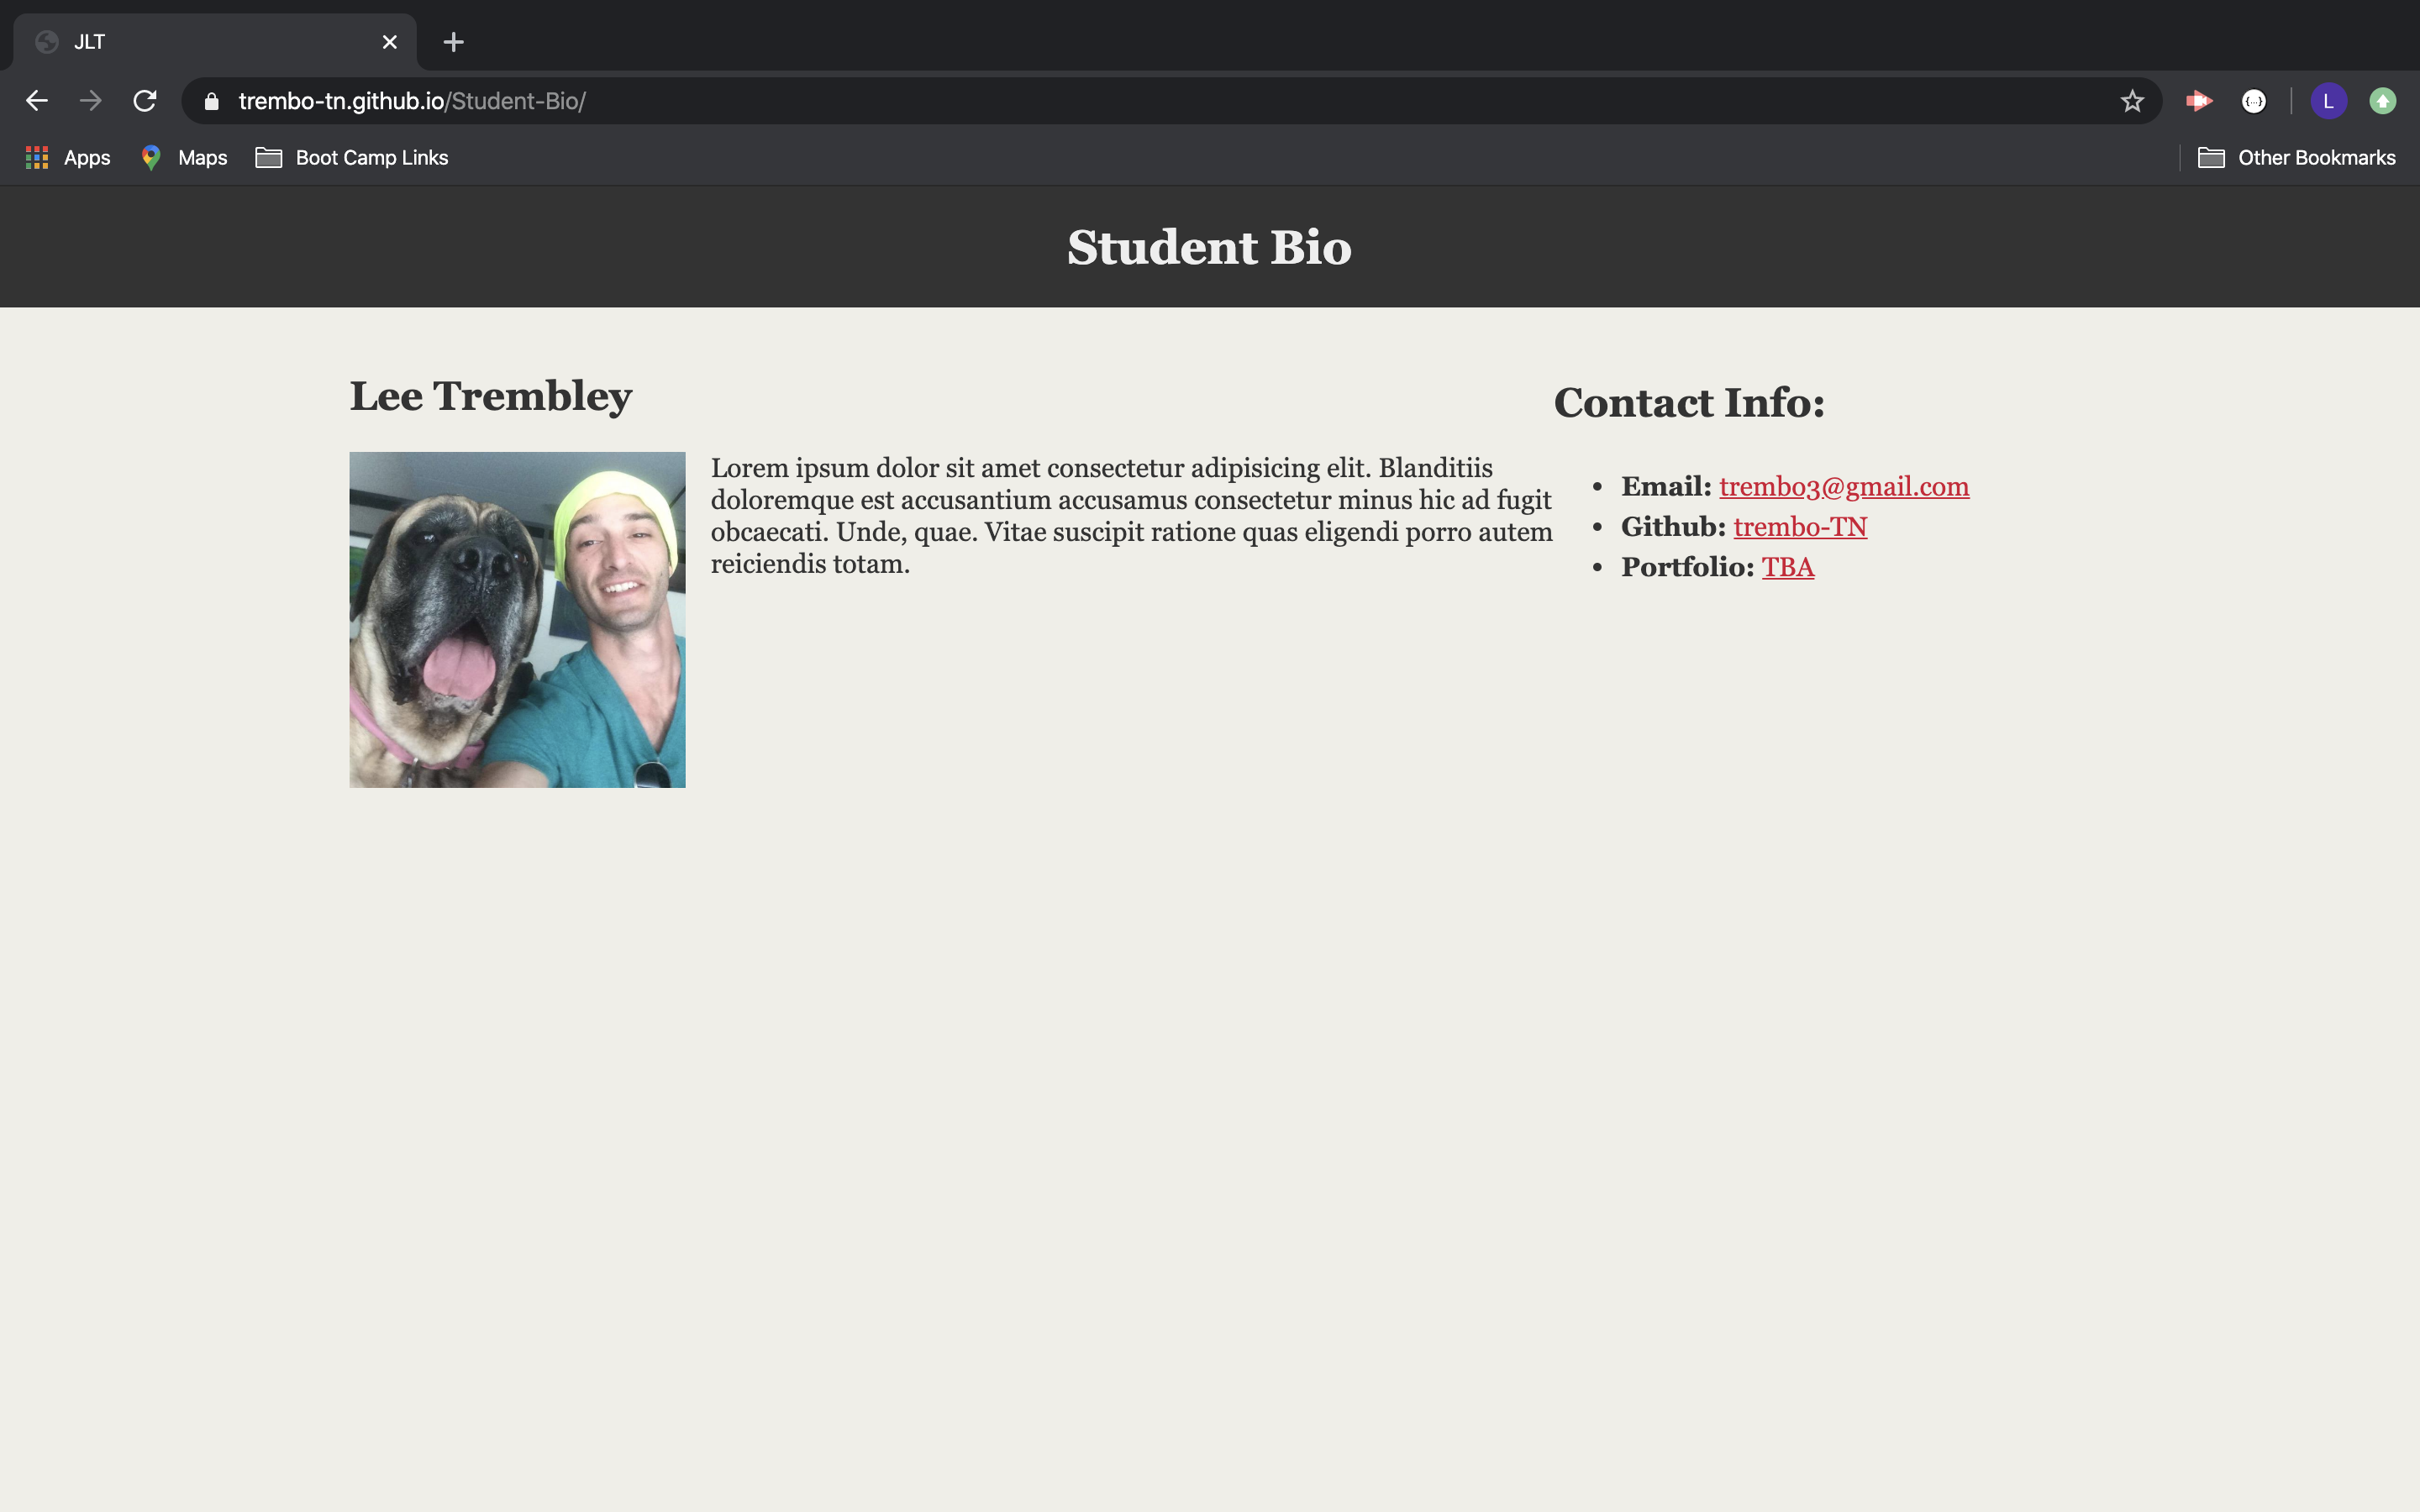 JLT
trembo-tn.github.io/Student-Bio/
L
Apps
Maps
Boot Camp Links
Other Bookmarks
Student Bio
Lee Trembley
Lorem ipsum dolor sit amet consectetur adipisicing elit. Blanditiis
doloremque est accusantium accusamus consectetur minus hic ad fugit
obcaecati. Unde, quae. Vitae suscipit ratione quas eligendi porro autem
reiciendis totam.
Contact Info:
• Email: trembo3@gmail.com
• Github: trembo-TN
• Portfolio: TBA